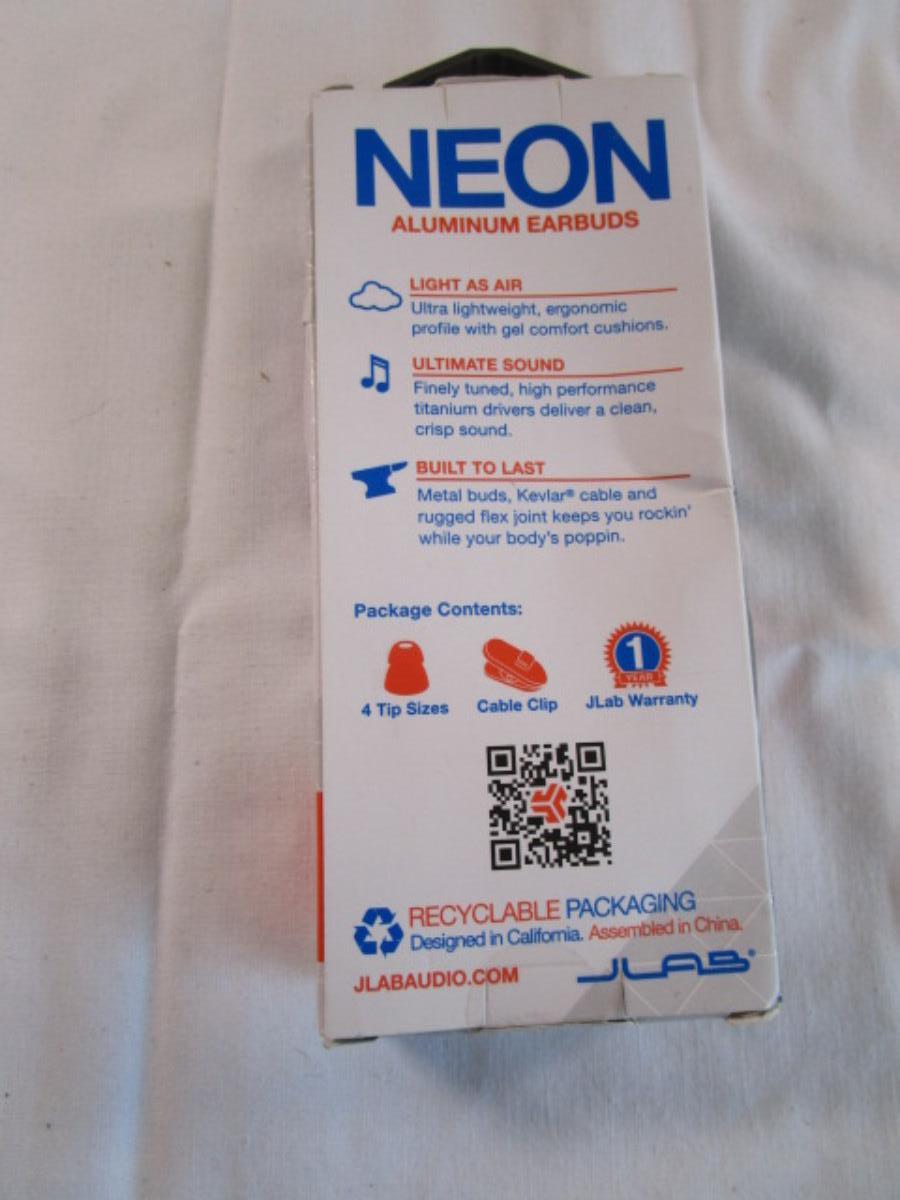 NEON
ALUMINUM EARBUDS
LIGHT AS AIR
Ultra lightweight, ergonomic
profile with gel comfort cushions.
ULTIMATE SOUND
Finely tuned, high performance
titanium drivers deliver a clean,
crisp sound.
BUILT TO LAST
Metal buds, Kevlar® cable and
rugged flex joint keeps you rockin'
while your body's poppin.
Package Contents:
1
YEAR
4 Tip Sizes Cable Clip JLab Warranty
RECYCLABLE PACKAGING
Designed in California. Assembled in China.
JLABAUDIO.COM JLAB®